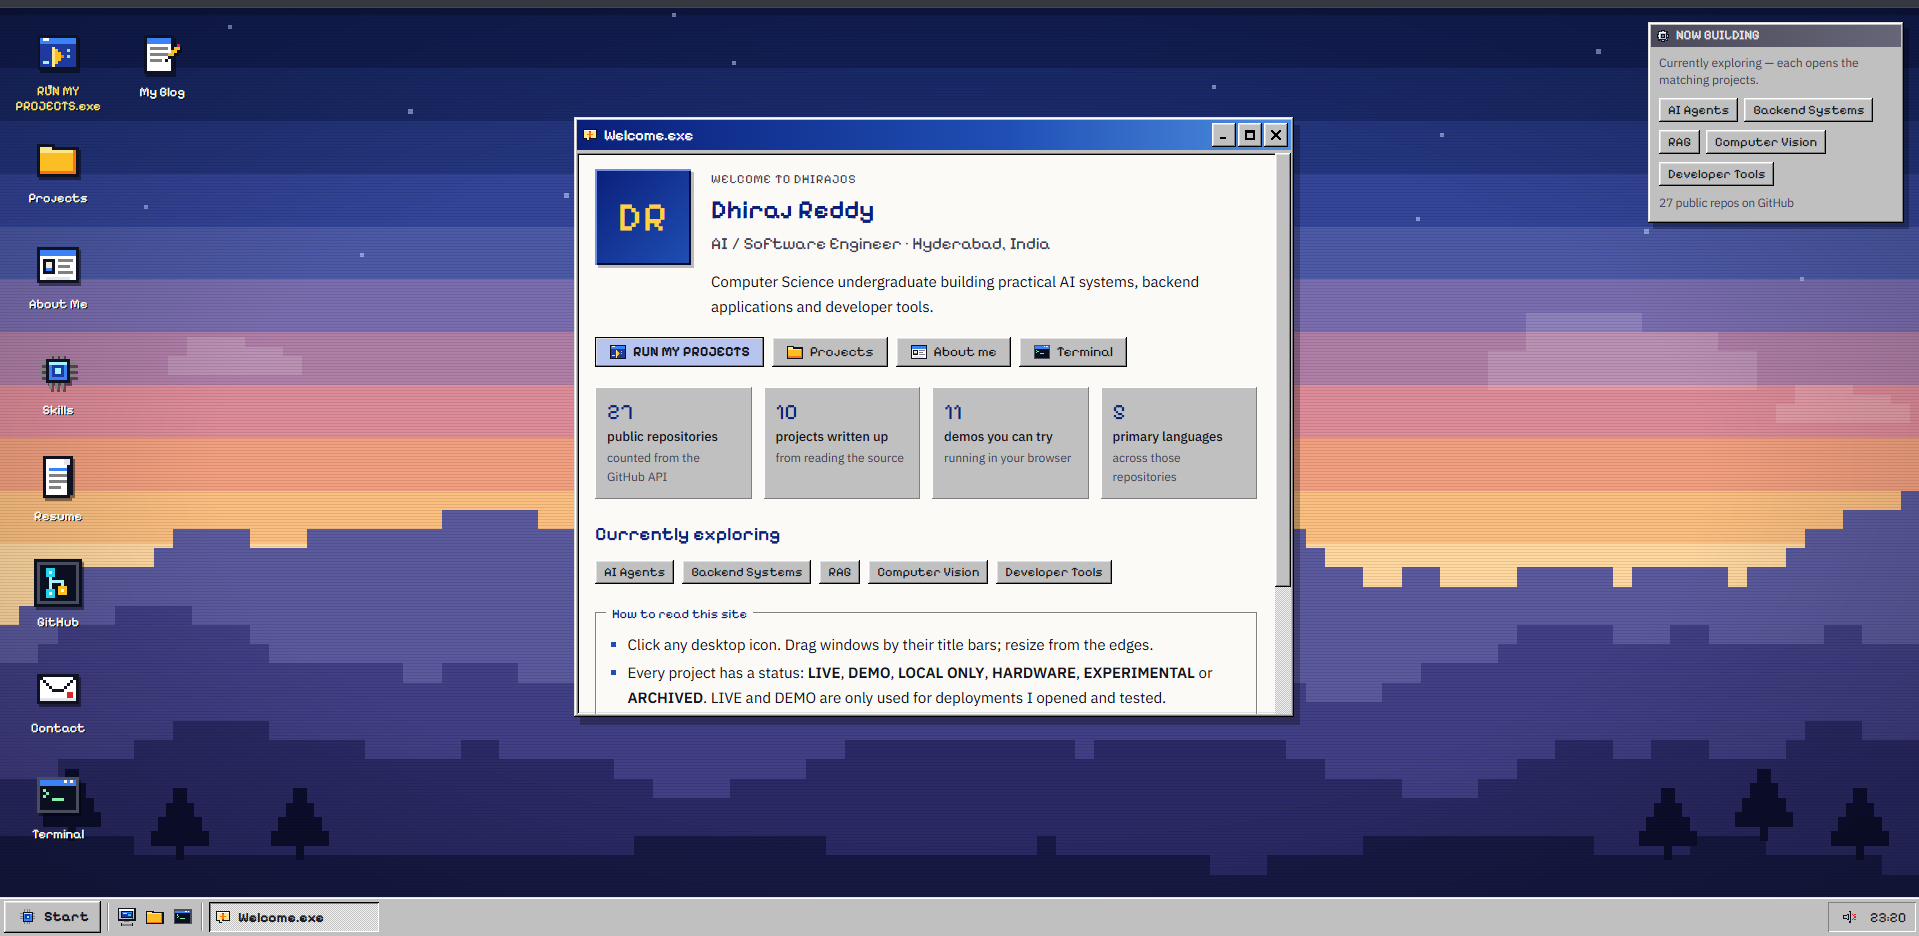 RUN MY
PROJECTS.exe
My Blog
Projects
About Me
Skills
Resume
GitHub
Contact
Terminal
Welcome.exe
DR
WELCOME TO DHIRAJOS
Dhiraj Reddy
AI / Software Engineer · Hyderabad, India
Computer Science undergraduate building practical AI systems, backend
applications and developer tools.
RUN MY PROJECTS
Projects
About me
Terminal
27
public repositories
counted from the
GitHub API
10
projects written up
from reading the source
11
demos you can try
running in your browser
9
primary languages
across those
repositories
Currently exploring
AI Agents
Backend Systems
RAG
Computer Vision
Developer Tools
How to read this site
Click any desktop icon. Drag windows by their title bars; resize from the edges.
Every project has a status: LIVE, DEMO, LOCAL ONLY, HARDWARE, EXPERIMENTAL or
ARCHIVED. LIVE and DEMO are only used for deployments I opened and tested.
NOW BUILDING
Currently exploring — each opens the
matching projects.
AI Agents
Backend Systems
RAG
Computer Vision
Developer Tools
27 public repos on GitHub
Start
Welcome.exe
23:20